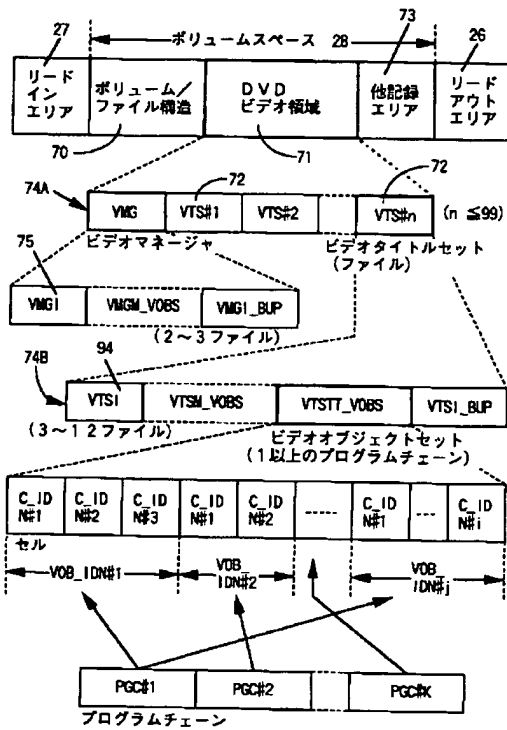 27
ボリュームスペース 28
73
26
リード
イン
エリア
ボリューム/
ファイル構造
DVD
ビデオ領域
他記録
エリア
リード
アウト
エリア
70
71
72
72
74A
VMG
VTS#1
VTS#2
VTS#n
(n ≦99)
ビデオマネージャ
ビデオタイトルセット
(ファイル)
75
VMGI
VMGM_VOBS
VMGI_BUP
(2~3ファイル)
74B
94
VTSI
VTSM_VOBS
VTSTT_VOBS
VTSI_BUP
(3~12ファイル)
ビデオオブジェクトセット
(1以上のプログラムチェーン)
C_ID
N#1
C_ID
N#2
C_ID
N#3
C_ID
N#1
C_ID
N#2
C_ID
N#1
C_ID
N#i
セル
VOB_IDN#1
VOB_
IDN#2
VOB_
IDN#j
PGC#1
PGC#2
PGC#K
プログラムチェーン